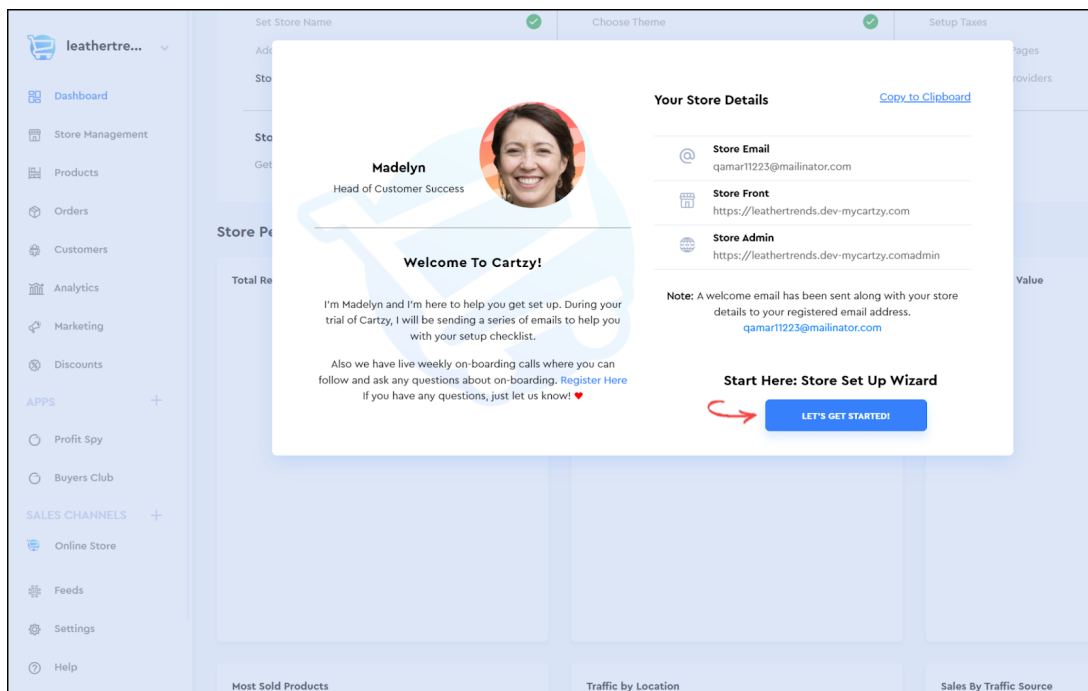 leathertre...
Dashboard
Store Management
Products
Orders
Customers
Analytics
Marketing
Discounts
APPS +
Profit Spy
Buyers Club
SALES CHANNELS +
Online Store
Feeds
Settings
Help
Set Store Name
Choose Theme
Setup Taxes
Add
Pages
Sto
roviders
Sto
Get
Store Pe
Total Re
Value
Madelyn
Head of Customer Success
Welcome To Cartzy!
I'm Madelyn and I'm here to help you get set up. During your
trial of Cartzy, I will be sending a series of emails to help you
with your setup checklist.
Also we have live weekly on-boarding calls where you can
follow and ask any questions about on-boarding. Register Here
If you have any questions, just let us know! ♥
Your Store Details
Copy to Clipboard
Store Email
qamar11223@mailinator.com
Store Front
https://leathertrends.dev-mycartzy.com
Store Admin
https://leathertrends.dev-mycartzy.comadmin
Note: A welcome email has been sent along with your store
details to your registered email address.
qamar11223@mailinator.com
Start Here: Store Set Up Wizard
LET'S GET STARTED!
Most Sold Products
Traffic by Location
Sales By Traffic Source